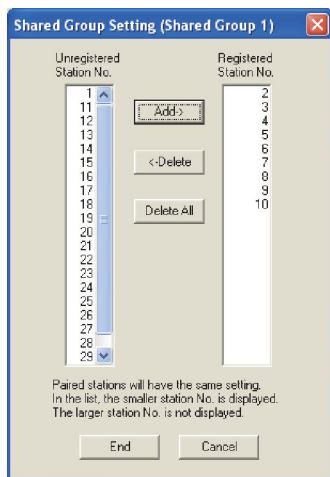 Shared Group Setting (Shared Group 1)
Unregistered
Station No.
Registered
Station No.
1
11
12
13
14
15
16
17
18
19
20
21
22
23
24
25
26
27
28
29
Add->
<-Delete
Delete All
2
3
4
5
6
7
8
9
10
Paired stations will have the same setting.
In the list, the smaller station No. is displayed.
The larger station No. is not displayed.
End
Cancel